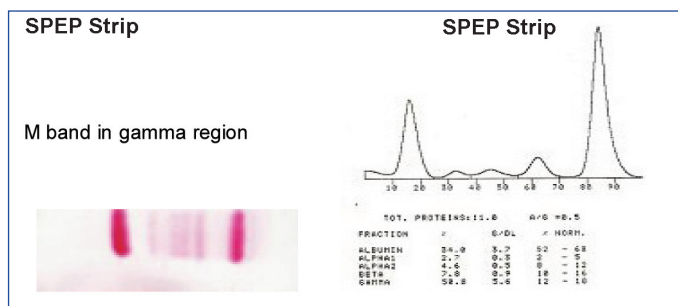 SPEP Strip
SPEP Strip
M band in gamma region
10 20 30 40 50 60 70 80 90
TOT. PROTEINS:11.0 A/G =0.5
FRACTION % G/DL % NORM.
ALBUMIN 34.0 3.7 52 - 68
ALPHA1 2.7 0.3 2 - 5
ALPHA2 4.6 0.5 8 - 12
BETA 7.8 0.9 10 - 16
GAMMA 50.8 5.6 12 - 18